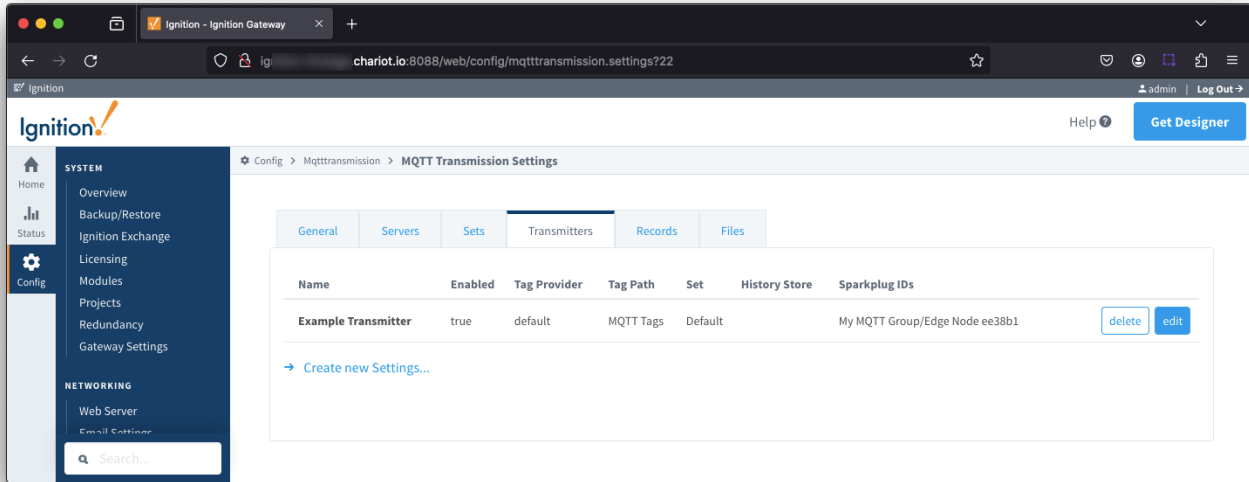 Ignition - Ignition Gateway
chariot.io:8088/web/config/mqtttransmission.settings?22
Ignition
admin | Log Out
Ignition!
Help
Get Designer
Home
Status
Config
SYSTEM
Overview
Backup/Restore
Ignition Exchange
Licensing
Modules
Projects
Redundancy
Gateway Settings
NETWORKING
Web Server
Email Settings
Search...
Config > Mqtttransmission > MQTT Transmission Settings
General Servers Sets Transmitters Records Files
Name Enabled Tag Provider Tag Path Set History Store Sparkplug IDs
Example Transmitter true default MQTT Tags Default My MQTT Group/Edge Node ee38b1 delete edit
Create new Settings...